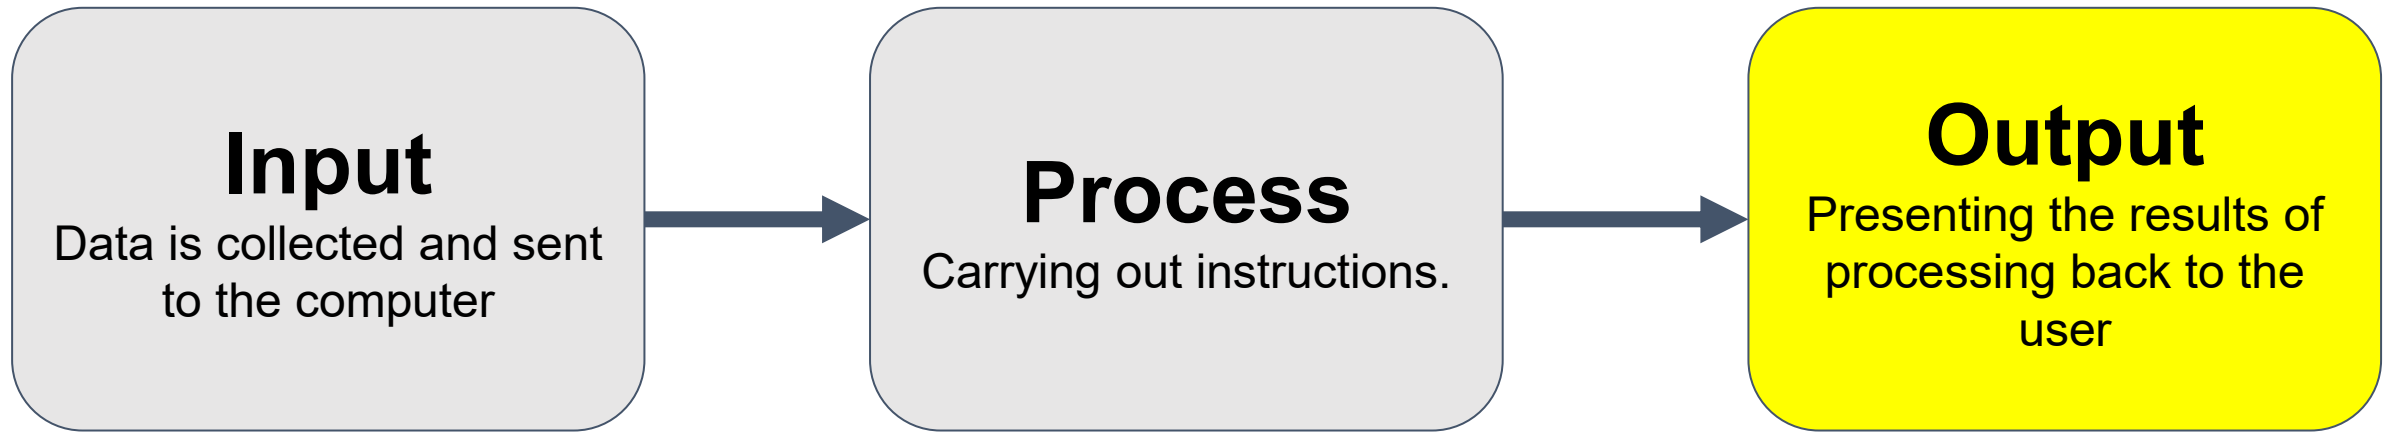 Input
Data is collected and sent
to the computer
Process
Carrying out instructions.
Output
Presenting the results of
processing back to the
user